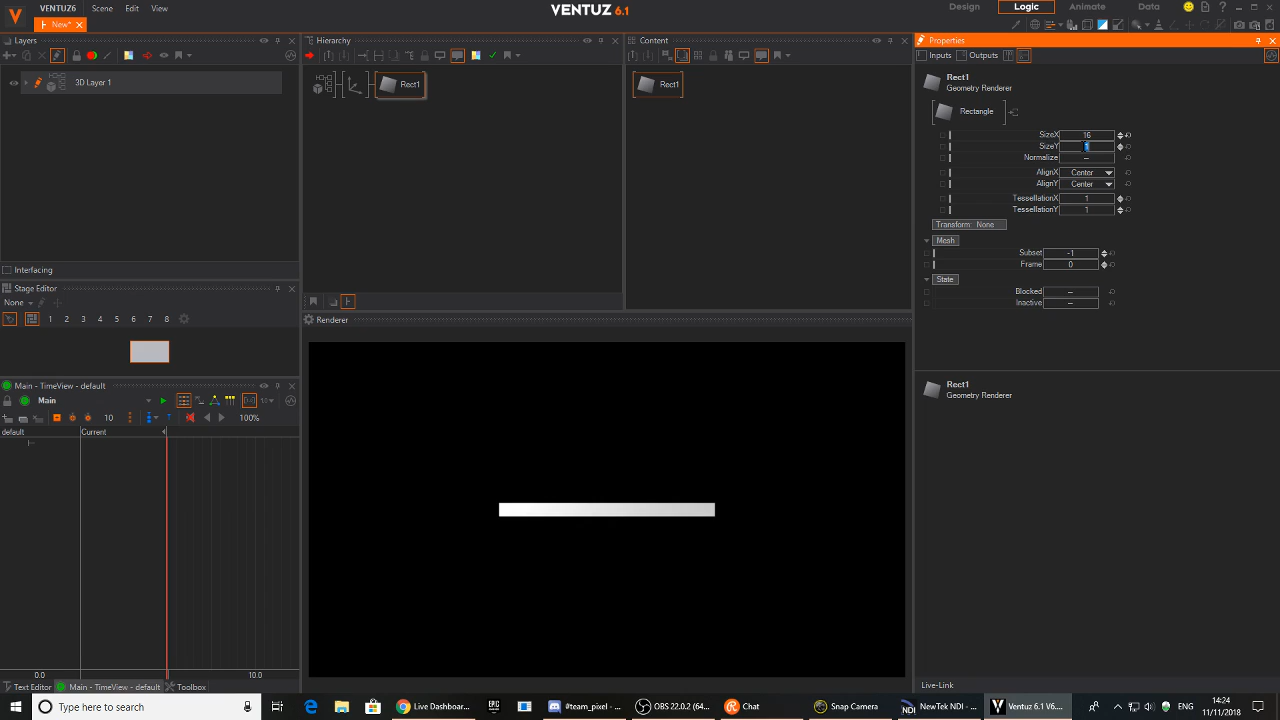 VENTUZ6 Scene Edit View
VENTUZ 6.1
Design Logic Animate Data
New*
Layers
Hierarchy
Content
Properties
Inputs Outputs
3D Layer 1
Rect1
Rect1
Rect1
Geometry Renderer
Rectangle
SizeX 16
SizeY 1
Normalize –
AlignX Center
AlignY Center
TessellationX 1
TessellationY 1
Transform: None
Mesh
Subset -1
Frame 0
State
Blocked –
Inactive –
Interfacing
Stage Editor
None
1 2 3 4 5 6 7 8
Renderer
Main - TimeView - default
Main
10 100%
default Current
Rect1
Geometry Renderer
0.0 10.0
Text Editor Main - TimeView - default Toolbox
Live-Link
Type here to search
Live Dashboar...
EPIC
#team_pixel - ...
OBS 22.0.2 (64...
Chat
Snap Camera
NDI
NewTek NDI - ...
Ventuz 6.1 V6....
ENG
14:24
11/11/2018